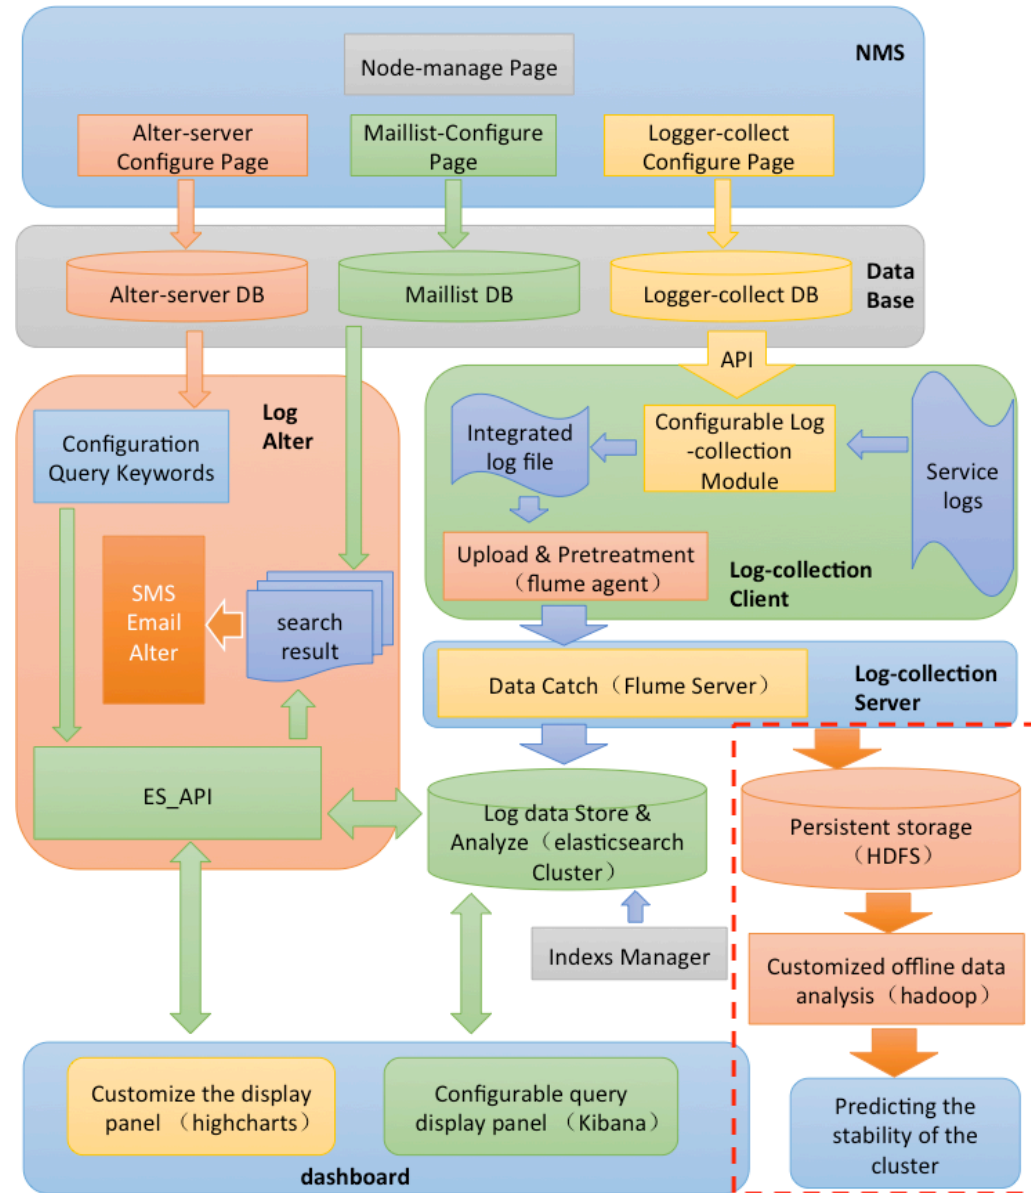 NMS
Node-manage Page
Alter-server
Configure Page
Maillist-Configure
Page
Logger-collect
Configure Page
Data
Base
Alter-server DB
Maillist DB
Logger-collect DB
API
Log
Alter
Configuration
Query Keywords
SMS
Email
Alter
search
result
ES_API
Integrated
log file
Configurable Log
-collection
Module
Service
logs
Upload & Pretreatment
（flume agent）
Log-collection
Client
Data Catch（Flume Server）
Log-collection
Server
Log data Store &
Analyze（elasticsearch
Cluster）
Indexs Manager
Persistent storage
（HDFS）
Customized offline data
analysis（hadoop）
Predicting the
stability of the
cluster
Customize the display
panel （highcharts）
Configurable query
display panel （Kibana）
dashboard